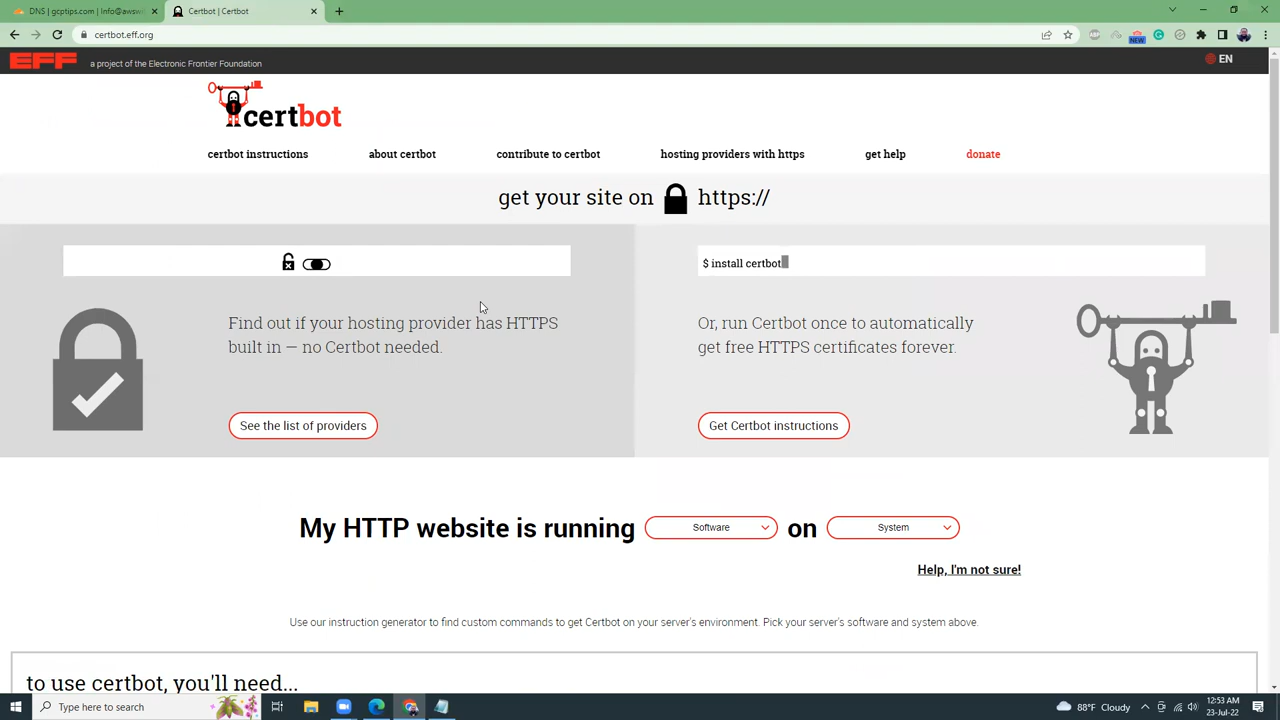 DNS | gcptips.com | Info@awswi
Certbot | Certbot
certbot.eff.org
NEW
EFF
a project of the Electronic Frontier Foundation
EN
certbot
certbot instructions
about certbot
contribute to certbot
hosting providers with https
get help
donate
get your site on https://
$ install certbot
Find out if your hosting provider has HTTPS
built in — no Certbot needed.
Or, run Certbot once to automatically
get free HTTPS certificates forever.
See the list of providers
Get Certbot instructions
My HTTP website is running Software on System
Help, I'm not sure!
Use our instruction generator to find custom commands to get Certbot on your server's environment. Pick your server's software and system above.
to use certbot, you'll need...
Type here to search
88°F Cloudy
12:53 AM
23-Jul-22